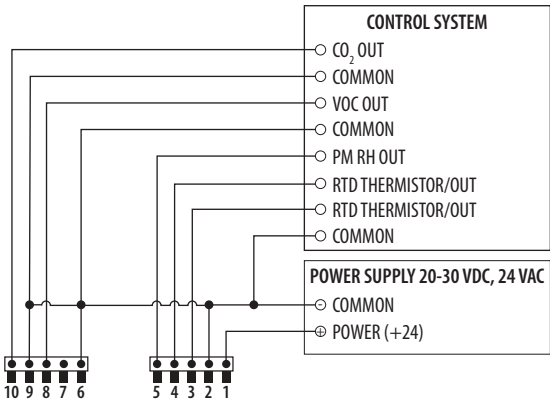 CONTROL SYSTEM
CO2 OUT
COMMON
VOC OUT
COMMON
PM RH OUT
RTD THERMISTOR/OUT
RTD THERMISTOR/OUT
COMMON
POWER SUPPLY 20-30 VDC, 24 VAC
COMMON
POWER (+24)
10 9 8 7 6 5 4 3 2 1